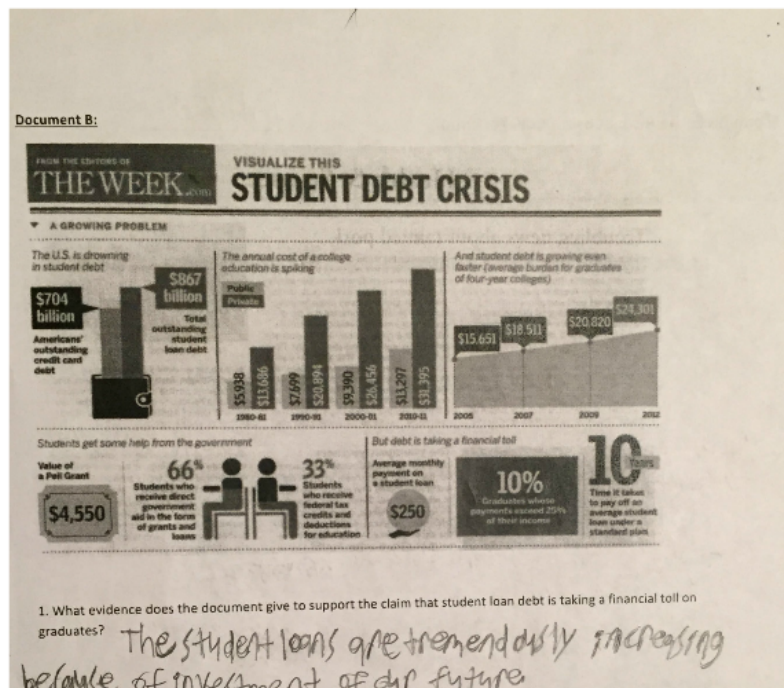 Document B:
FROM THE EDITORS OF
THE WEEK.com
VISUALIZE THIS
STUDENT DEBT CRISIS
A GROWING PROBLEM
The U.S. is drowning
in student debt
$704
billion
Americans'
outstanding
credit card
debt
$867
billion
Total
outstanding
student
loan debt
The annual cost of a college
education is spiking
Public
Private
$5,938
$13,686
$7,699
$20,894
$9,390
$26,456
$13,297
$31,395
1980-81
1990-91
2000-01
2010-11
And student debt is growing even
faster (average burden for graduates
of four-year colleges)
$15,651
$18,511
$20,820
$24,301
2005
2007
2009
2012
Students get some help from the government
Value of
a Pell Grant
$4,550
66%
Students who
receive direct
government
aid in the form
of grants and
loans
33%
Students
who receive
federal tax
credits and
deductions
for education
But debt is taking a financial toll
Average monthly
payment on
a student loan
$250
10%
Graduates whose
payments exceed 25%
of their income
10
Years
Time it takes
to pay off an
average student
loan under a
standard plan
1. What evidence does the document give to support the claim that student loan debt is taking a financial toll on
graduates? The student loans are tremendously increasing
because of investment of our future